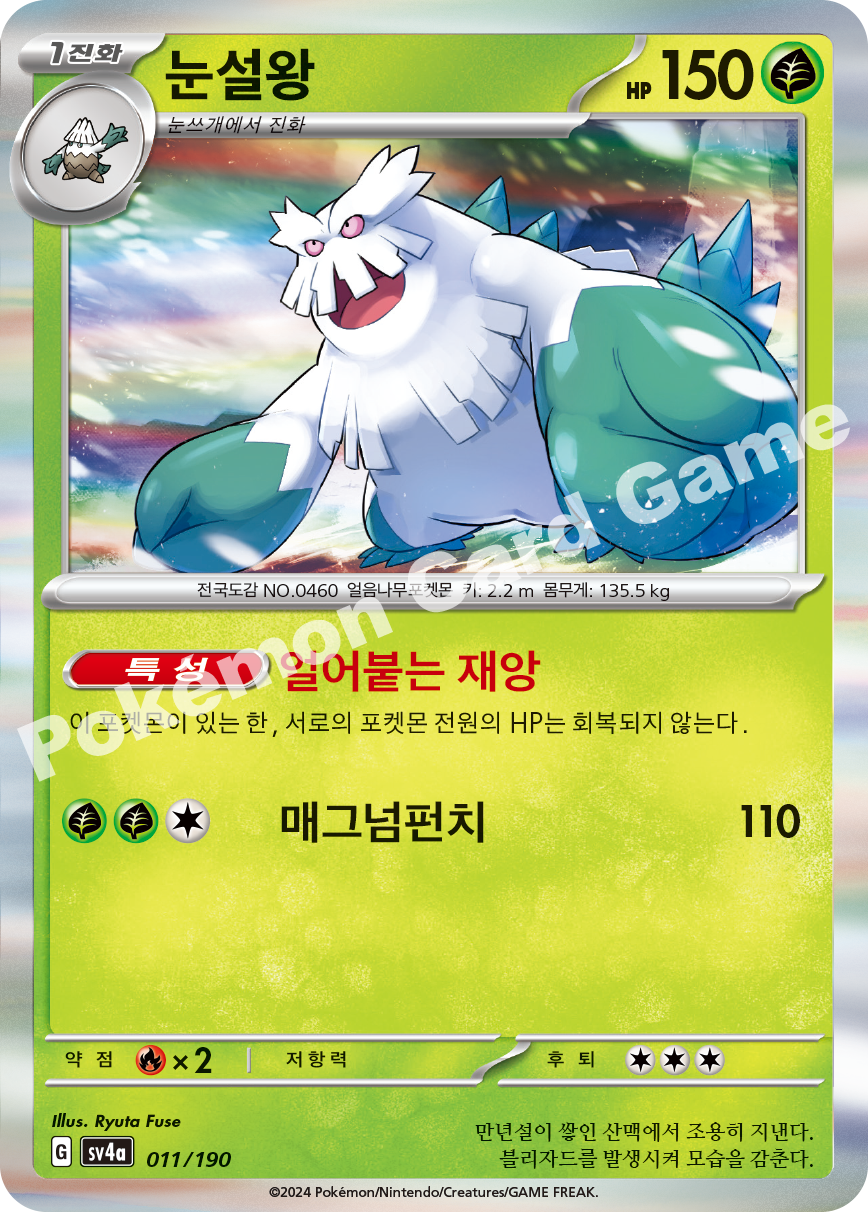 1진화
눈설왕
HP 150
눈쓰개에서 진화
전국도감 NO.0460 얼음나무포켓몬 키: 2.2 m 몸무게: 135.5 kg
특성 얼어붙는 재앙
이 포켓몬이 있는 한, 서로의 포켓몬 전원의 HP는 회복되지 않는다.
매그넘펀치 110
약점 ×2 저항력 후퇴
Illus. Ryuta Fuse
G sv4a 011/190
만년설이 쌓인 산맥에서 조용히 지낸다.
블리자드를 발생시켜 모습을 감춘다.
©2024 Pokémon/Nintendo/Creatures/GAME FREAK.
Pokémon Card Game